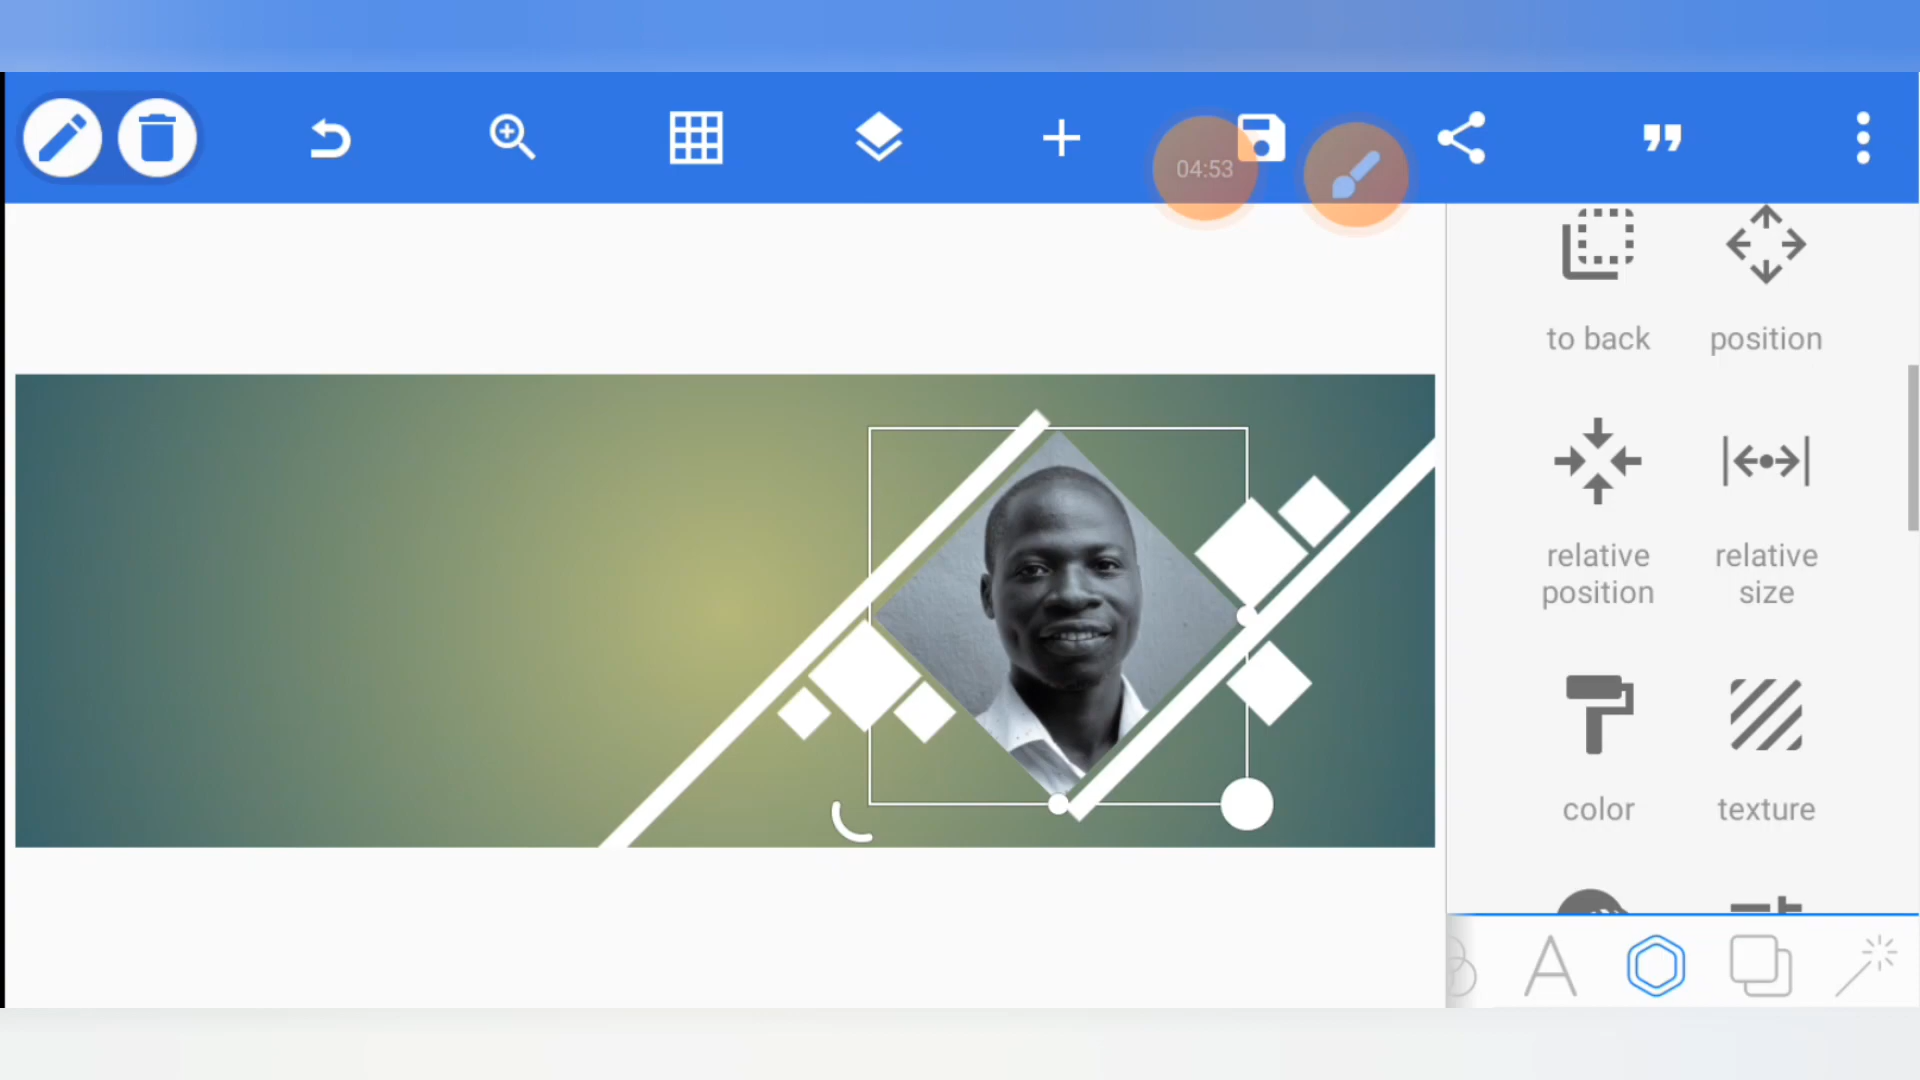 04:53
to back
position
relative
position
relative
size
color
texture